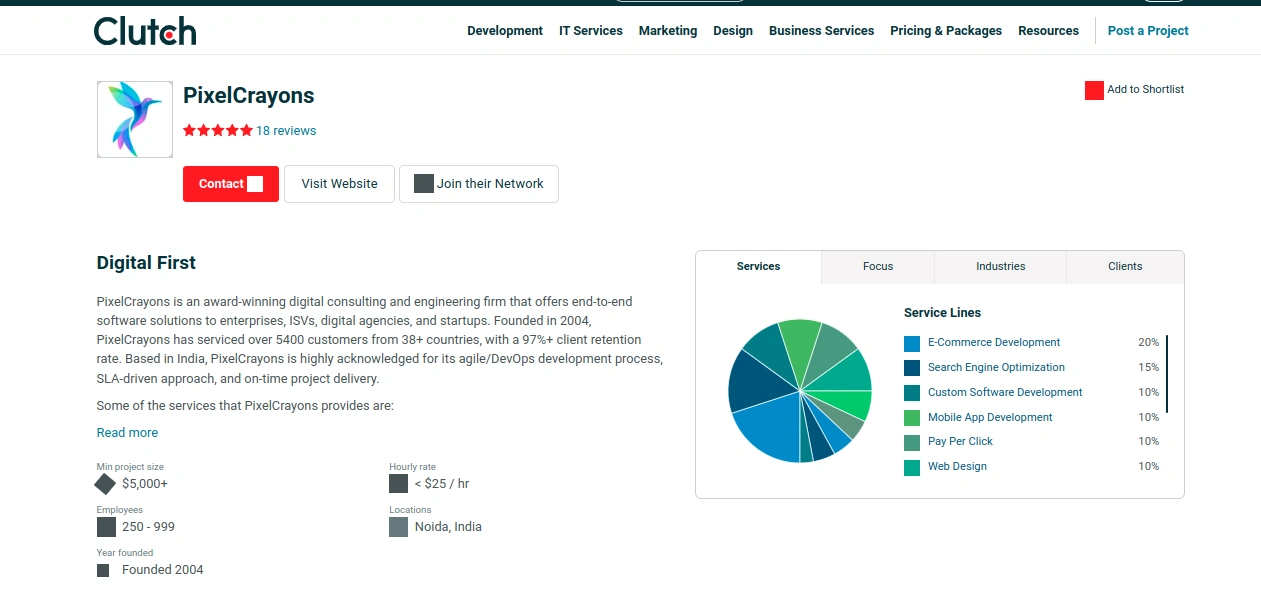 Clutch
Development IT Services Marketing Design Business Services Pricing & Packages Resources Post a Project
PixelCrayons
18 reviews
Add to Shortlist
Contact Visit Website Join their Network
Digital First
PixelCrayons is an award-winning digital consulting and engineering firm that offers end-to-end
software solutions to enterprises, ISVs, digital agencies, and startups. Founded in 2004,
PixelCrayons has serviced over 5400 customers from 38+ countries, with a 97%+ client retention
rate. Based in India, PixelCrayons is highly acknowledged for its agile/DevOps development process,
SLA-driven approach, and on-time project delivery.
Some of the services that PixelCrayons provides are:
Read more
Min project size
$5,000+
Hourly rate
< $25 / hr
Employees
250 - 999
Locations
Noida, India
Year founded
Founded 2004
Services Focus Industries Clients
Service Lines
E-Commerce Development 20%
Search Engine Optimization 15%
Custom Software Development 10%
Mobile App Development 10%
Pay Per Click 10%
Web Design 10%